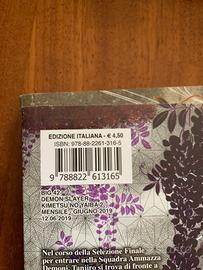 EDIZIONE ITALIANA - € 4,50
ISBN: 978-88-2261-316-5
9 788822 613165
BIG 42
DEMON SLAYER
KIMETSU NO YAIBA 2
MENSILE, GIUGNO 2019
12.06.2019
Nel corso della Selezione Finale
per entrare nella Squadra Ammazza
Demoni, Tanjiro si trova di fronte a